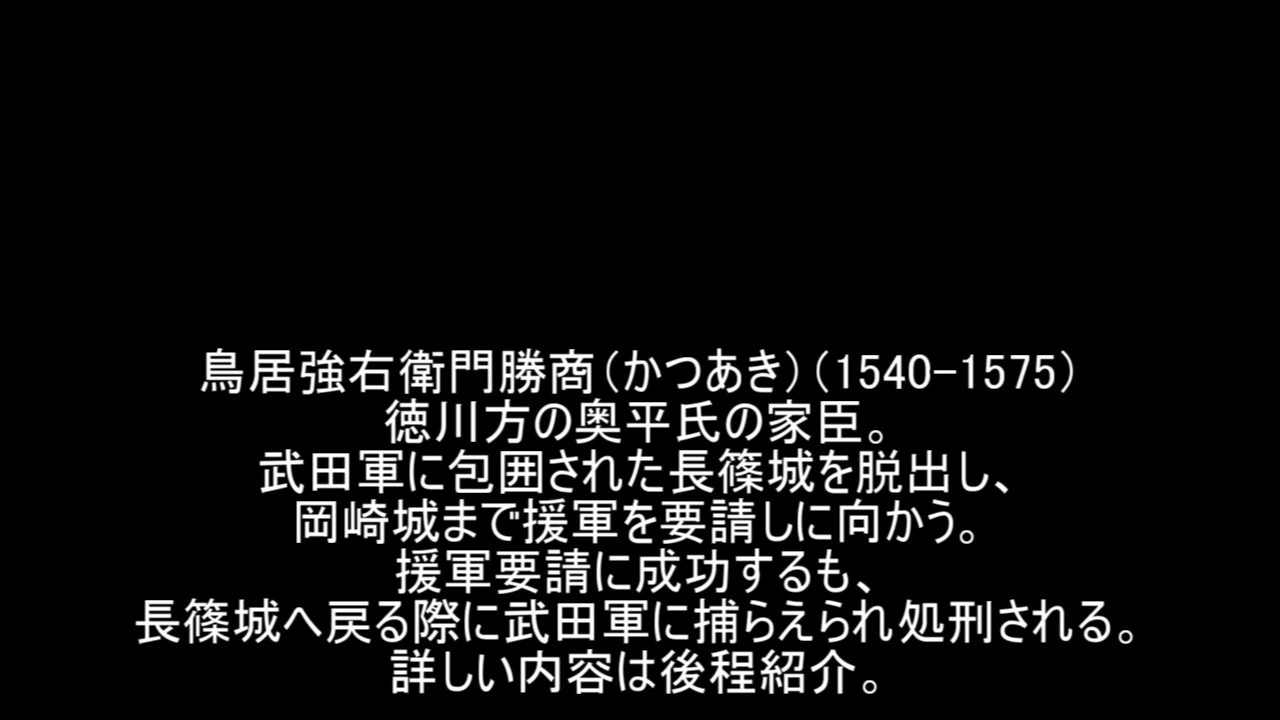 鳥居強右衛門勝商(かつあき)(1540-1575)
徳川方の奥平氏の家臣。
武田軍に包囲された長篠城を脱出し、
岡崎城まで援軍を要請しに向かう。
援軍要請に成功するも、
長篠城へ戻る際に武田軍に捕らえられ処刑される。
詳しい内容は後程紹介。